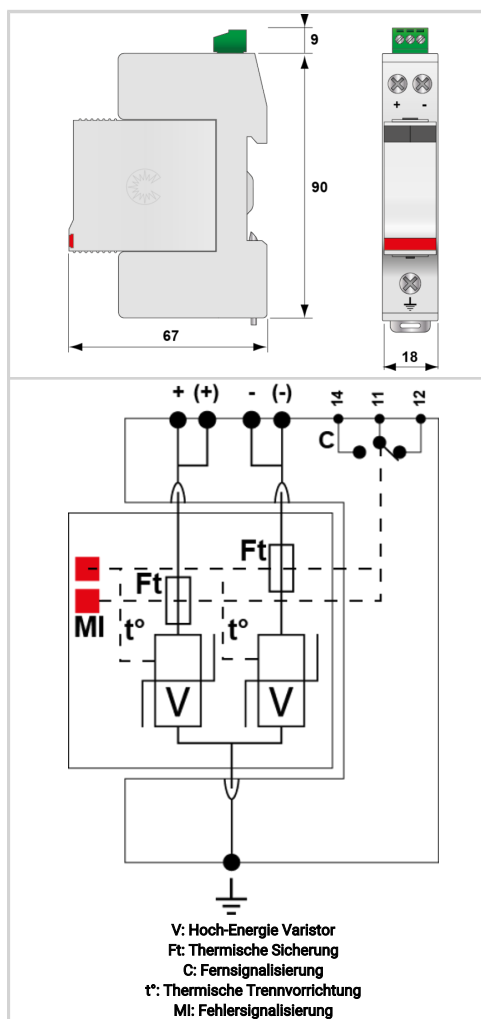 9
90
67
+ -
18
+ (+) - (-)
14 11 12
C
Ft
Ft
MI
t°
t°
V
V
V: Hoch-Energie Varistor
Ft: Thermische Sicherung
C: Fernsignalisierung
t°: Thermische Trennvorrichtung
MI: Fehlersignalisierung